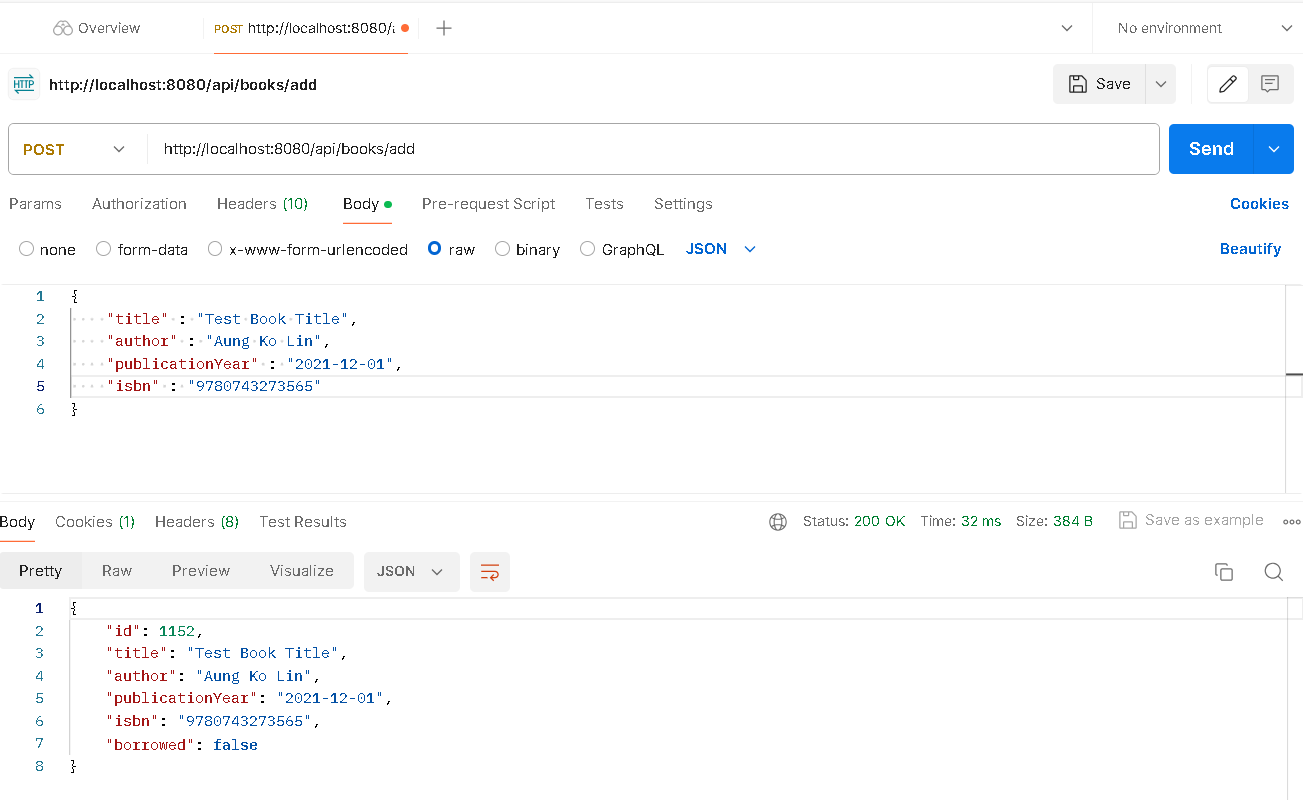 Overview
POST http://localhost:8080/a
No environment
HTTP http://localhost:8080/api/books/add
Save
POST http://localhost:8080/api/books/add
Send
Params Authorization Headers (10) Body Pre-request Script Tests Settings Cookies
none form-data x-www-form-urlencoded raw binary GraphQL JSON Beautify
1 {
2 "title" : "Test Book Title",
3 "author" : "Aung Ko Lin",
4 "publicationYear" : "2021-12-01",
5 "isbn" : "9780743273565"
6 }
Body Cookies (1) Headers (8) Test Results Status: 200 OK Time: 32 ms Size: 384 B Save as example
Pretty Raw Preview Visualize JSON
1 {
2 "id": 1152,
3 "title": "Test Book Title",
4 "author": "Aung Ko Lin",
5 "publicationYear": "2021-12-01",
6 "isbn": "9780743273565",
7 "borrowed": false
8 }